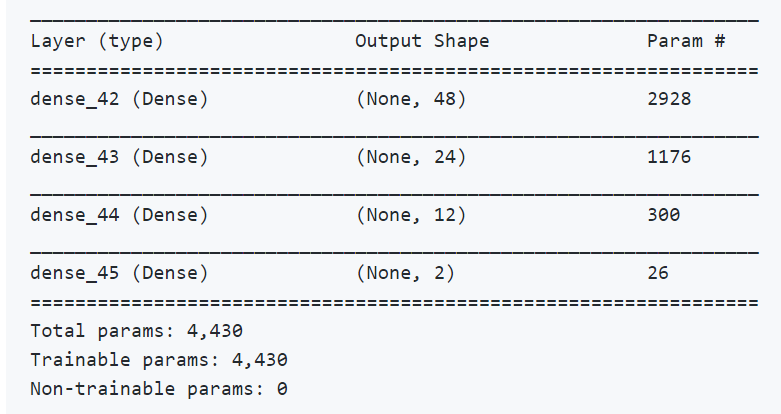 Layer (type) Output Shape Param #
=================================================================
dense_42 (Dense) (None, 48) 2928
_________________________________________________________________
dense_43 (Dense) (None, 24) 1176
_________________________________________________________________
dense_44 (Dense) (None, 12) 300
_________________________________________________________________
dense_45 (Dense) (None, 2) 26
=================================================================
Total params: 4,430
Trainable params: 4,430
Non-trainable params: 0